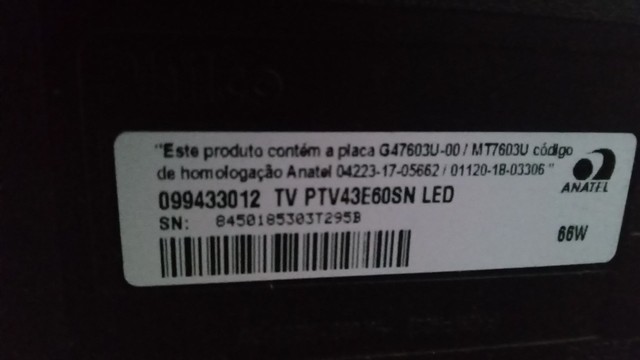 "Este produto contém a placa G47603U-00 / MT7603U código
de homologação Anatel 04223-17-05662 / 01120-18-03306"
ANATEL
099433012 TV PTV43E60SN LED
SN: 8450185303T295B
66W